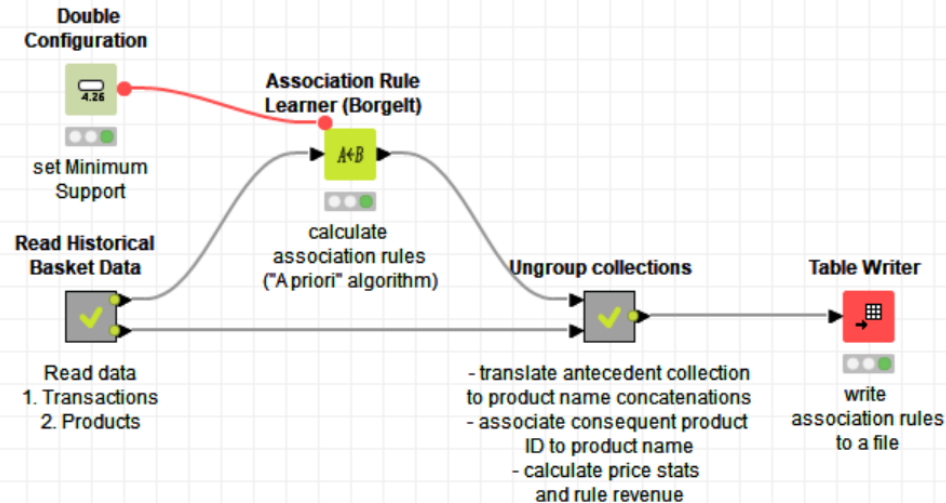 Double
Configuration
4.26
set Minimum
Support
Association Rule
Learner (Borgelt)
A+B
calculate
association rules
("A priori" algorithm)
Read Historical
Basket Data
Read data
1. Transactions
2. Products
Ungroup collections
- translate antecedent collection
to product name concatenations
- associate consequent product
ID to product name
- calculate price stats
and rule revenue
Table Writer
write
association rules
to a file